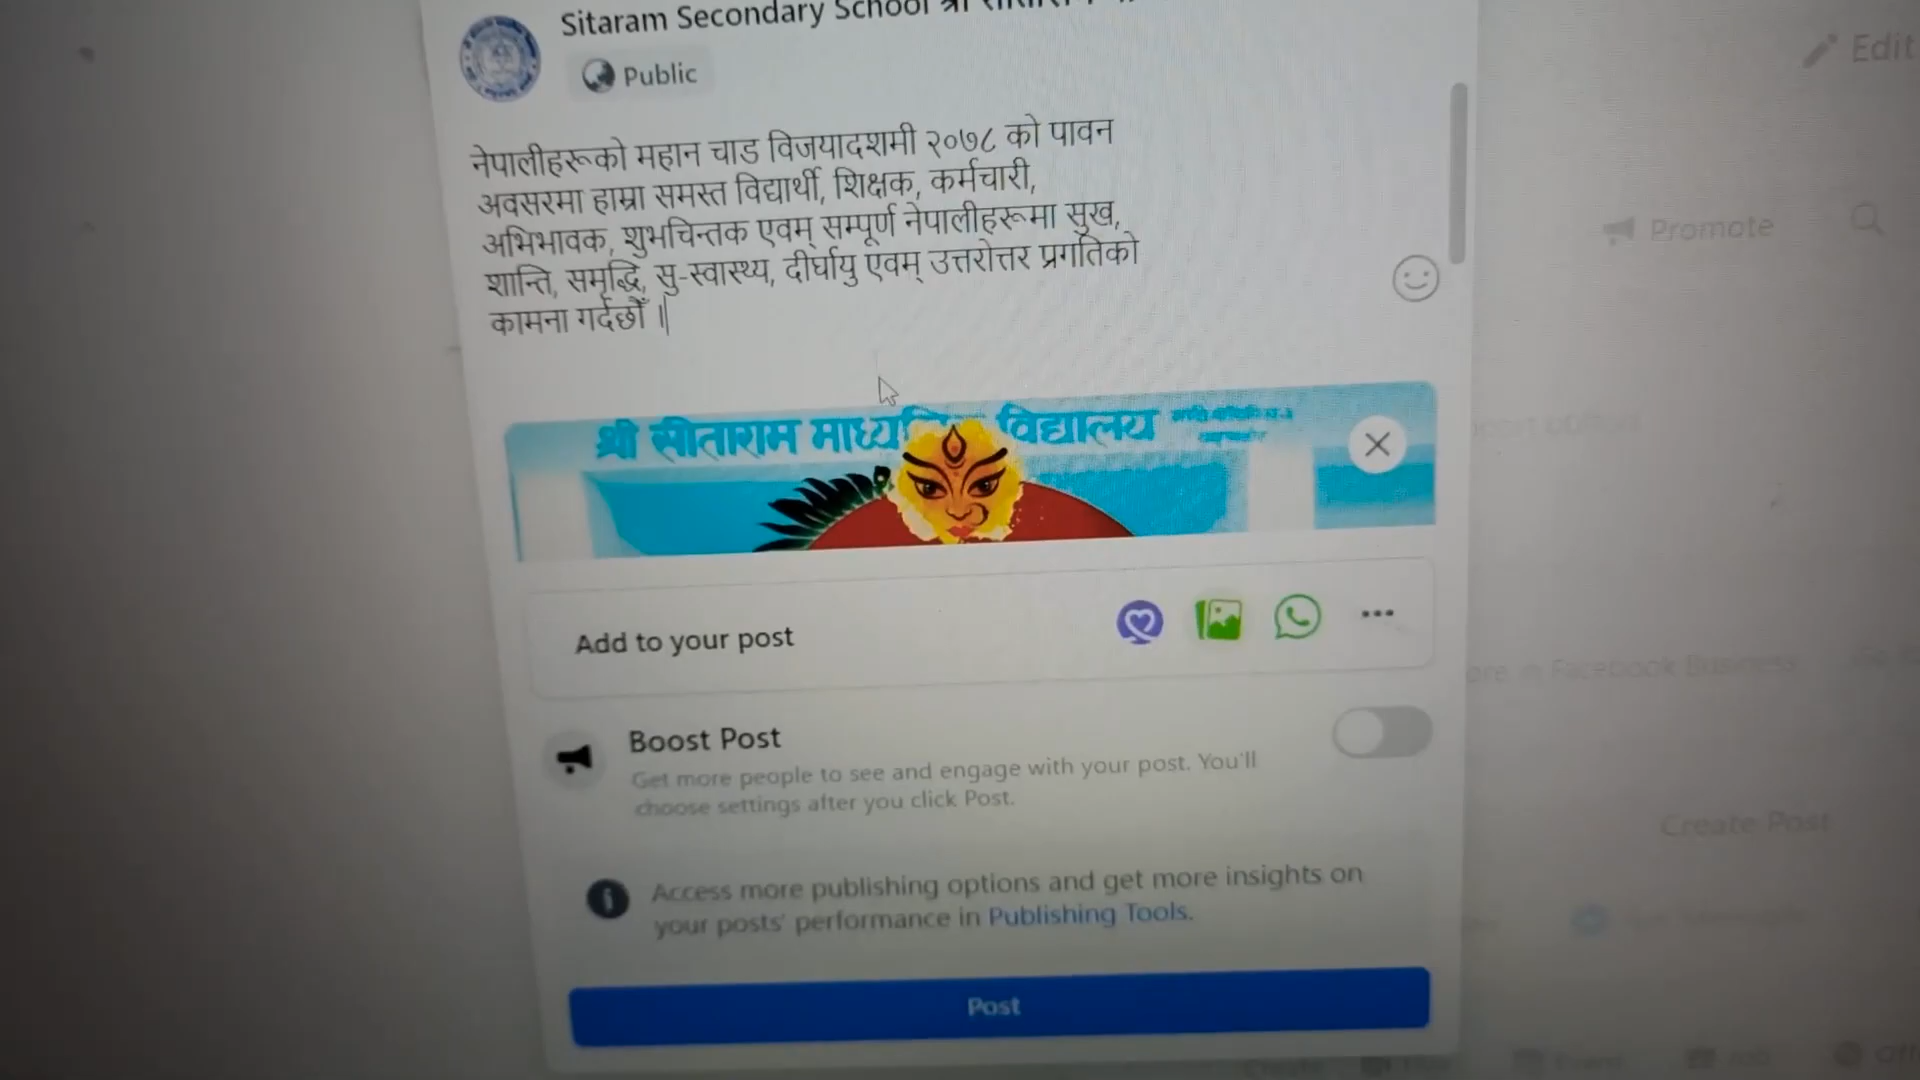 Sitaram Secondary School श्री
Public
Edit
नेपालीहरूको महान चाड विजयादशमी २०७८ को पावन
अवसरमा हाम्रा समस्त विद्यार्थी, शिक्षक, कर्मचारी,
अभिभावक, शुभचिन्तक एवम् सम्पूर्ण नेपालीहरूमा सुख,
शान्ति, समृद्धि, सु-स्वास्थ्य, दीर्घायु एवम् उत्तरोत्तर प्रगतिको
कामना गर्दछौँ ।
Promote
श्री सीताराम विद्यालय
Add to your post
Facebook Business
Boost Post
Get more people to see and engage with your post. You'll
choose settings after you click Post.
Create Post
Access more publishing options and get more insights on
your posts' performance in Publishing Tools.
Post